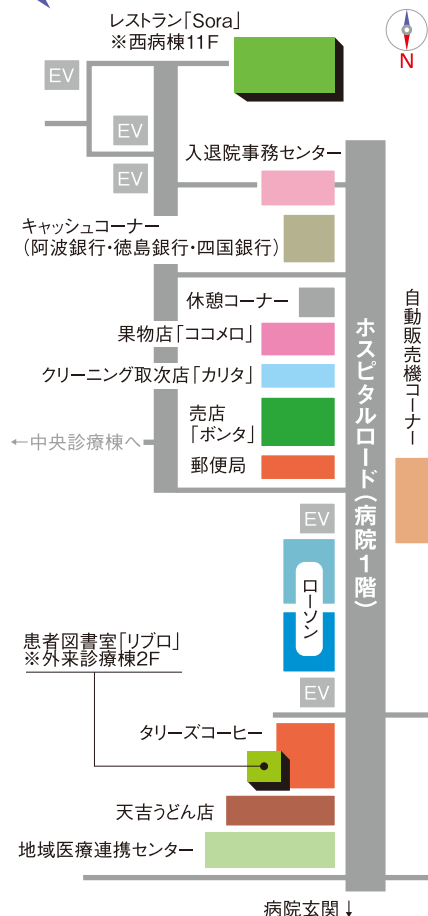 レストラン「Sora」
※西病棟11F
N
EV
EV
EV
入退院事務センター
キャッシュコーナー
(阿波銀行・徳島銀行・四国銀行)
休憩コーナー
果物店「ココメロ」
クリーニング取次店「カリタ」
売店
「ボンタ」
←中央診療棟へ
郵便局
ホスピタルロード(病院1階)
自動販売機コーナー
EV
ローソン
EV
患者図書室「リブロ」
※外来診療棟2F
タリーズコーヒー
天吉うどん店
地域医療連携センター
病院玄関↓